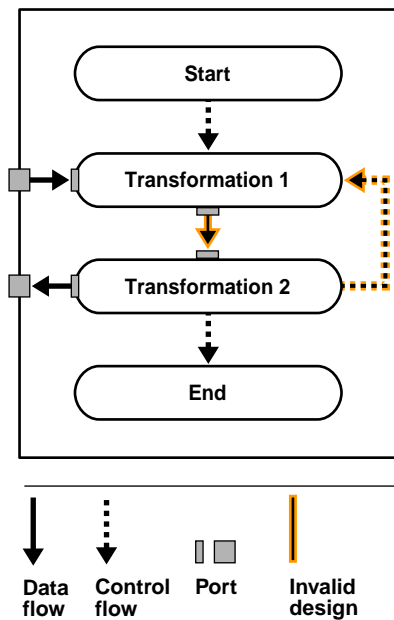 Start
Transformation 1
Transformation 2
End
Data flow
Control flow
Port
Invalid design